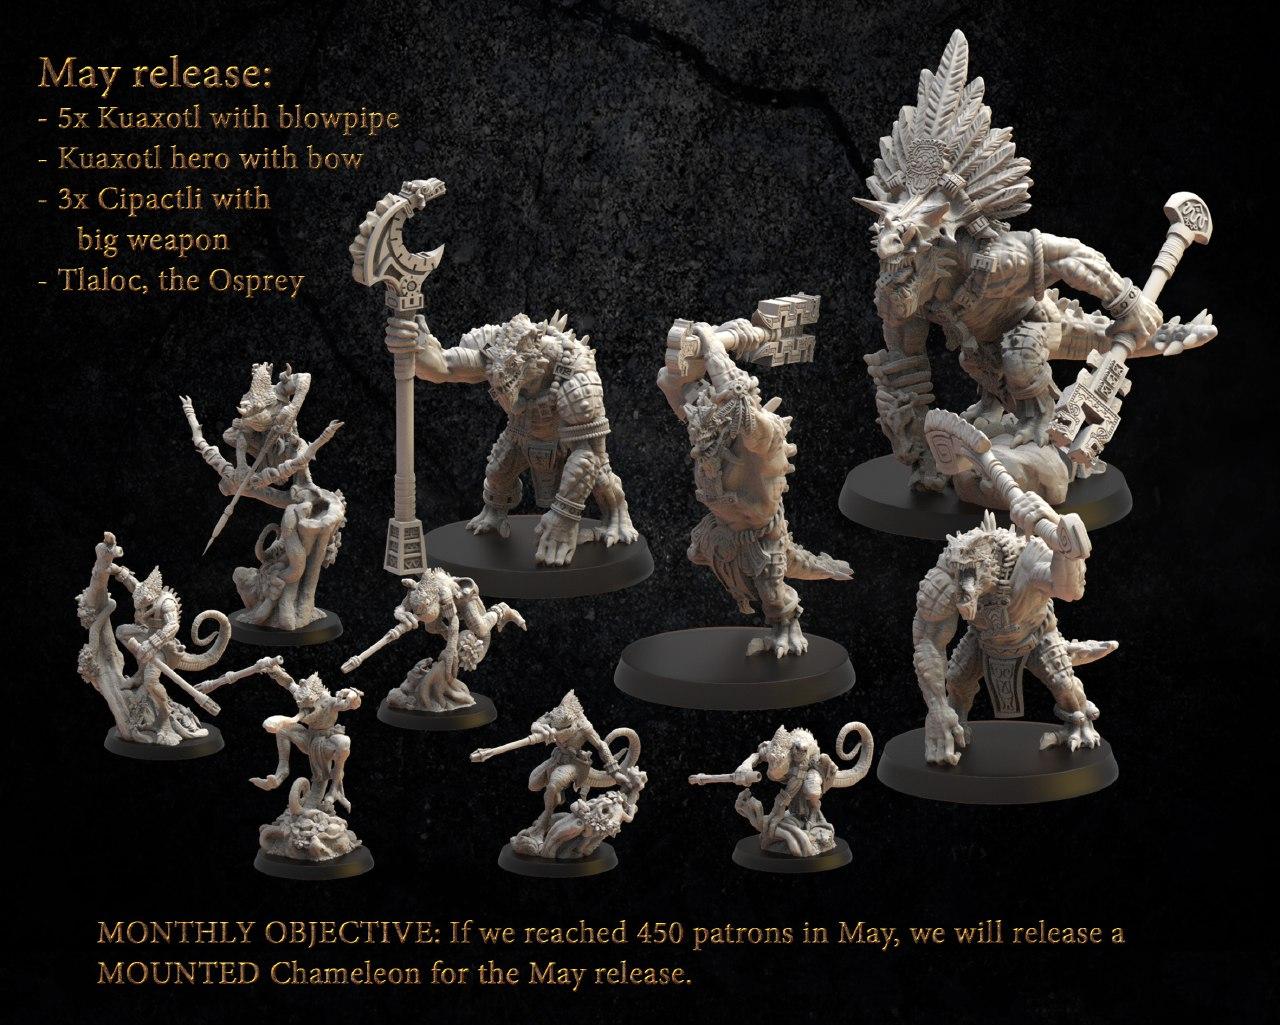 May release:
- 5x Kuaxotl with blowpipe
- Kuaxotl hero with bow
- 3x Cipactli with
big weapon
- Tlaloc, the Osprey
MONTHLY OBJECTIVE: If we reached 450 patrons in May, we will release a
MOUNTED Chameleon for the May release.